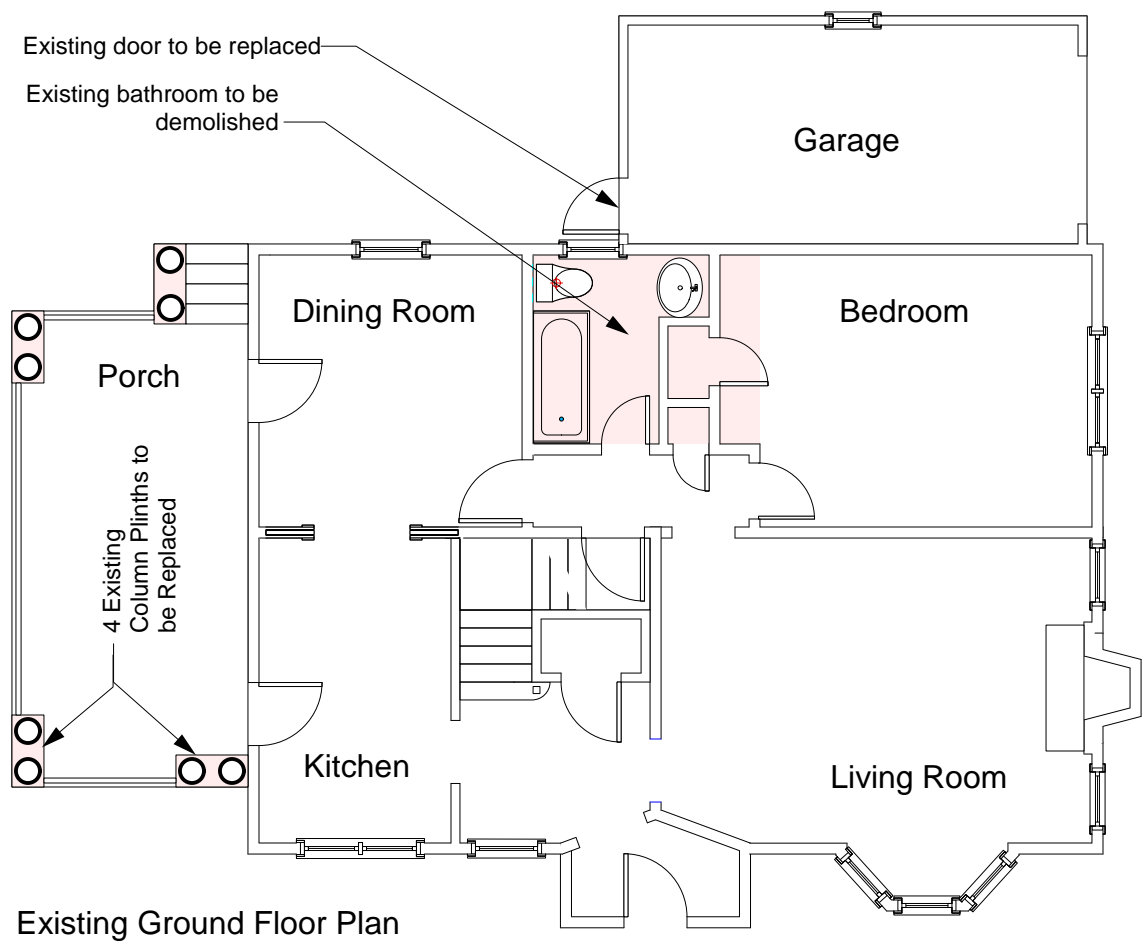 Existing door to be replaced
Existing bathroom to be
demolished
Garage
Dining Room
Bedroom
Porch
4 Existing
Column Plinths to
be Replaced
Kitchen
Living Room
Existing Ground Floor Plan